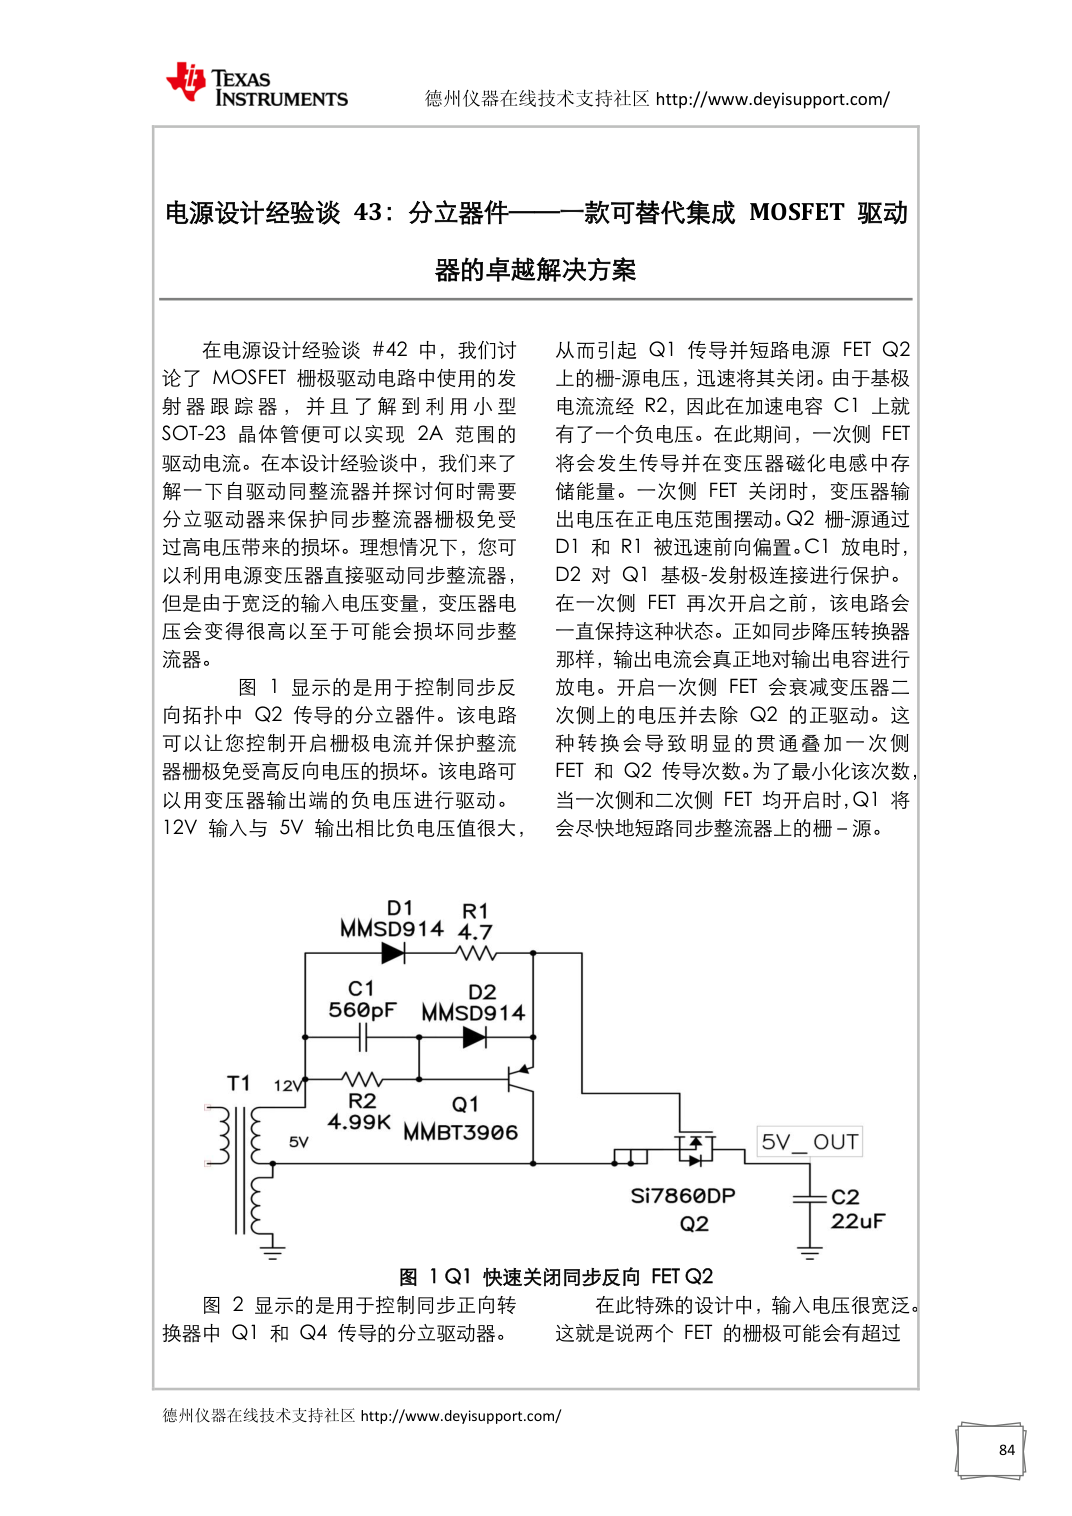 TEXAS
INSTRUMENTS
德州仪器在线技术支持社区 http://www.deyisupport.com/
电源设计经验谈 43：分立器件——一款可替代集成 MOSFET 驱动
器的卓越解决方案
在电源设计经验谈 #42 中，我们讨
论了 MOSFET 栅极驱动电路中使用的发
射器跟踪器，并且了解到利用小型
SOT-23 晶体管便可以实现 2A 范围的
驱动电流。在本设计经验谈中，我们来了
解一下自驱动同整流器并探讨何时需要
分立驱动器来保护同步整流器栅极免受
过高电压带来的损坏。理想情况下，您可
以利用电源变压器直接驱动同步整流器，
但是由于宽泛的输入电压变量，变压器电
压会变得很高以至于可能会损坏同步整
流器。
图 1 显示的是用于控制同步反
向拓扑中 Q2 传导的分立器件。该电路
可以让您控制开启栅极电流并保护整流
器栅极免受高反向电压的损坏。该电路可
以用变压器输出端的负电压进行驱动。
12V 输入与 5V 输出相比负电压值很大，
从而引起 Q1 传导并短路电源 FET Q2
上的栅-源电压，迅速将其关闭。由于基极
电流流经 R2，因此在加速电容 C1 上就
有了一个负电压。在此期间，一次侧 FET
将会发生传导并在变压器磁化电感中存
储能量。一次侧 FET 关闭时，变压器输
出电压在正电压范围摆动。Q2 栅-源通过
D1 和 R1 被迅速前向偏置。C1 放电时，
D2 对 Q1 基极-发射极连接进行保护。
在一次侧 FET 再次开启之前，该电路会
一直保持这种状态。正如同步降压转换器
那样，输出电流会真正地对输出电容进行
放电。开启一次侧 FET 会衰减变压器二
次侧上的电压并去除 Q2 的正驱动。这
种转换会导致明显的贯通叠加一次侧
FET 和 Q2 传导次数。为了最小化该次数，
当一次侧和二次侧 FET 均开启时，Q1 将
会尽快地短路同步整流器上的栅–源。
D1
MMSD914
R1
4.7
C1
560pF
D2
MMSD914
T1
12V
R2
4.99K
Q1
MMBT3906
5V
5V_OUT
Si7860DP
Q2
C2
22uF
图 1 Q1 快速关闭同步反向 FET Q2
图 2 显示的是用于控制同步正向转
换器中 Q1 和 Q4 传导的分立驱动器。
在此特殊的设计中，输入电压很宽泛。
这就是说两个 FET 的栅极可能会有超过
德州仪器在线技术支持社区 http://www.deyisupport.com/
84